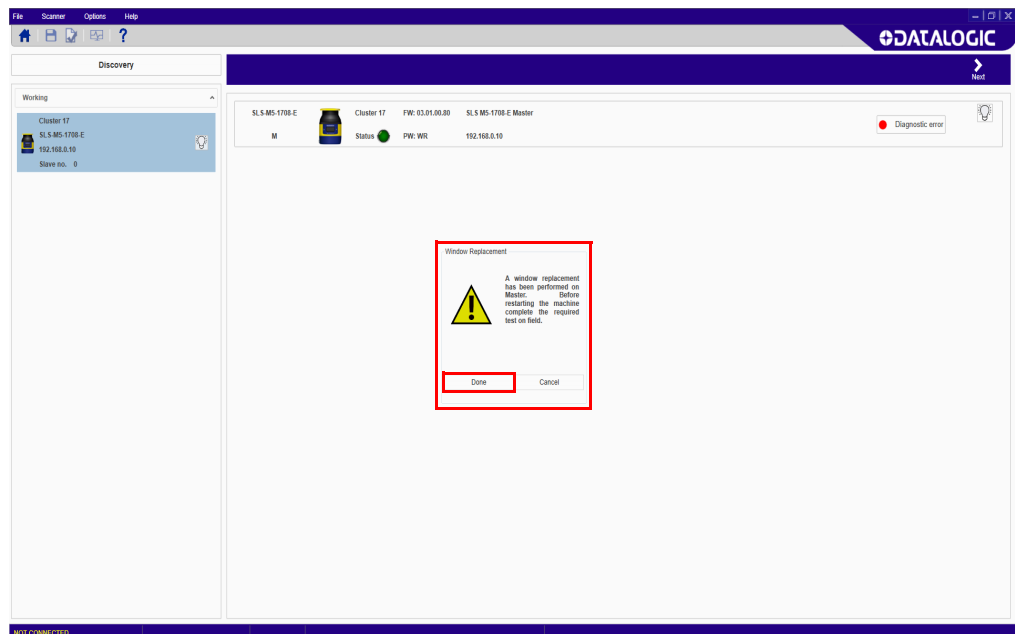 File Scanner Options Help
?
DATALOGIC
Discovery
Next
Working
Cluster 17
SLS-M5-1708-E
192.168.0.10
Slave no. 0
SLS-M5-1708-E Cluster 17 FW: 03.01.00.80 SLS M5-1708-E Master
M Status PW: WR 192.168.0.10
Diagnostic error
Window Replacement
A window replacement
has been performed on
Master. Before
restarting the machine
complete the required
test on field.
Done Cancel
NOT CONNECTED